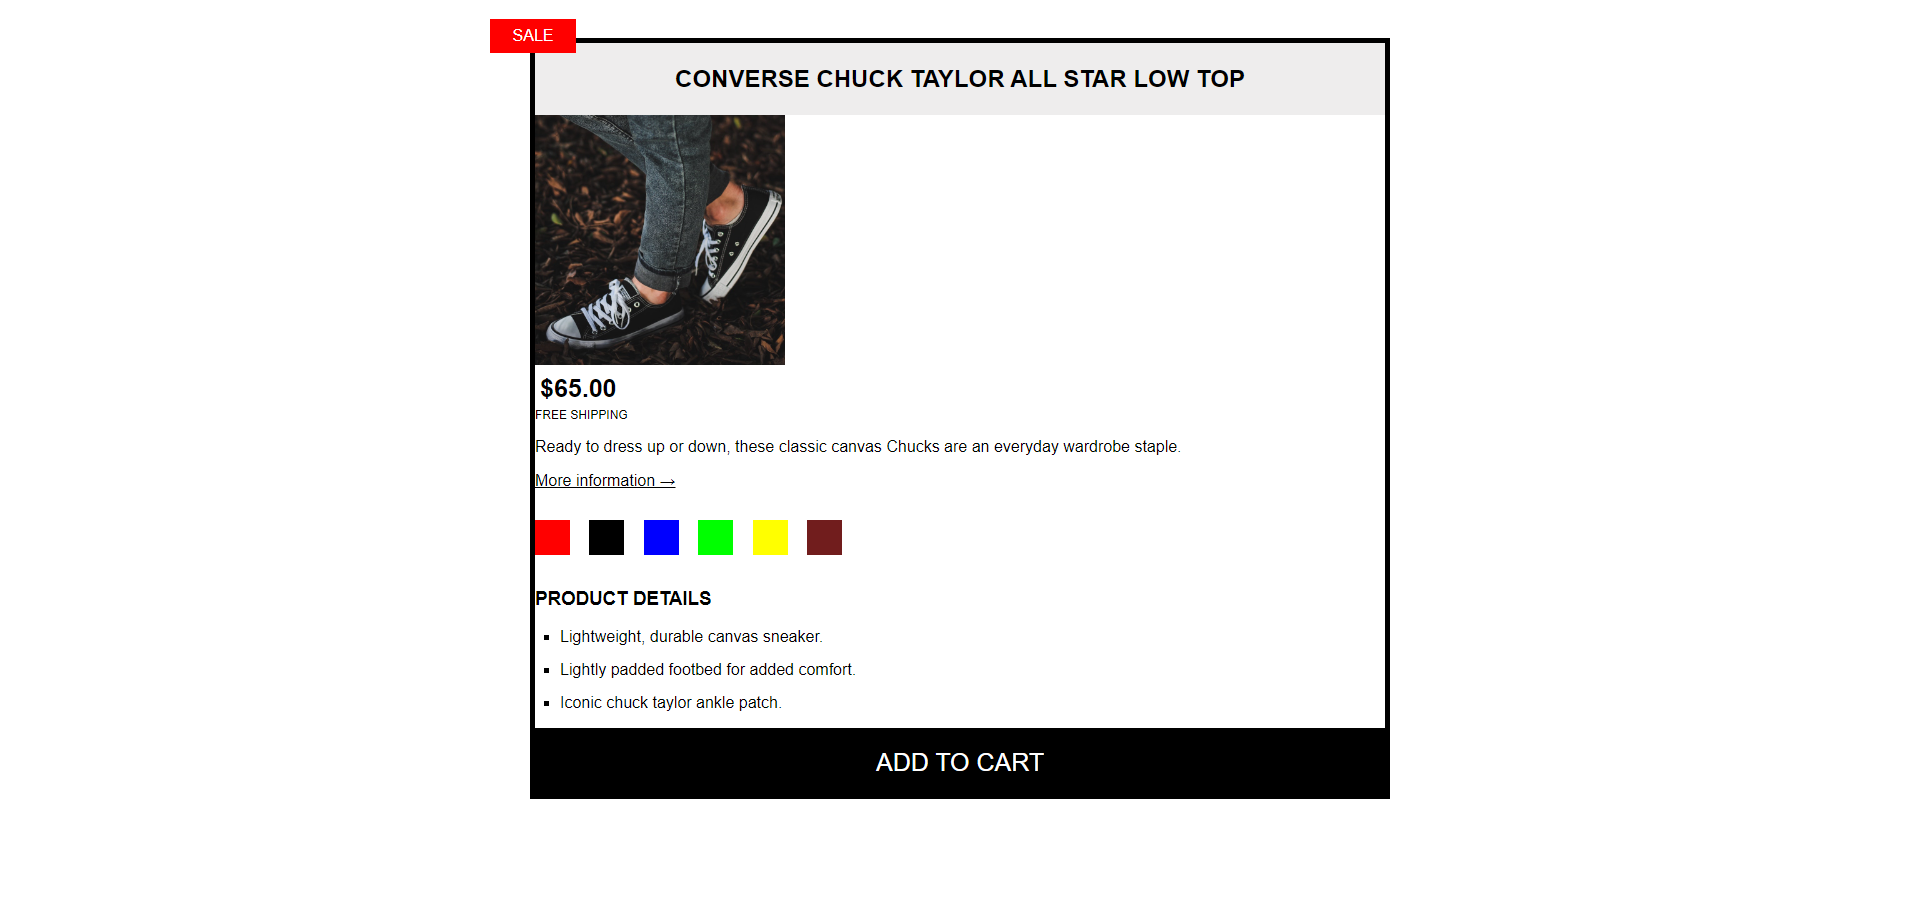 SALE
CONVERSE CHUCK TAYLOR ALL STAR LOW TOP
$65.00
FREE SHIPPING
Ready to dress up or down, these classic canvas Chucks are an everyday wardrobe staple.
More information →
PRODUCT DETAILS
Lightweight, durable canvas sneaker.
Lightly padded footbed for added comfort.
Iconic chuck taylor ankle patch.
ADD TO CART